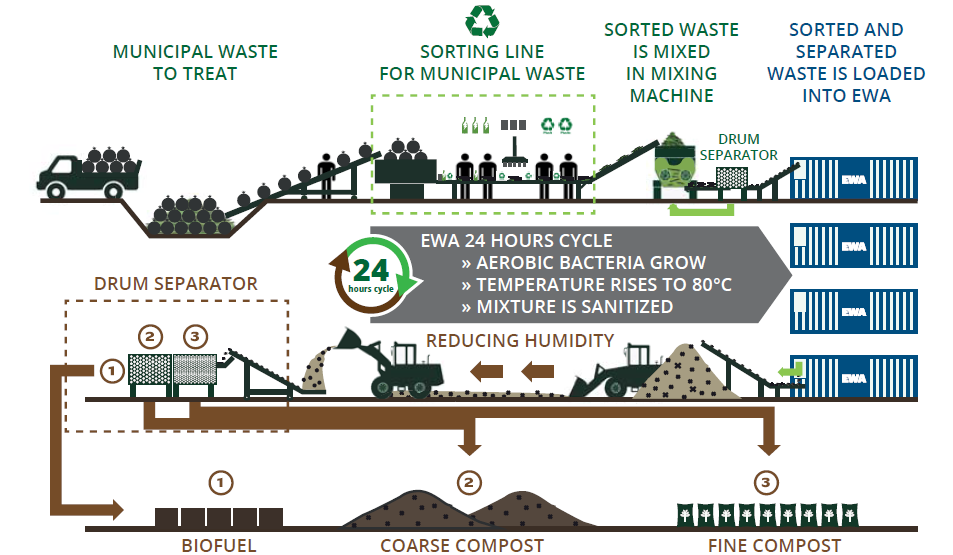 MUNICIPAL WASTE
TO TREAT
SORTING LINE
FOR MUNICIPAL WASTE
SORTED WASTE
IS MIXED
IN MIXING
MACHINE
SORTED AND
SEPARATED
WASTE IS LOADED
INTO EWA
DRUM
SEPARATOR
EWA
EWA
EWA
EWA
24
hours cycle
EWA 24 HOURS CYCLE
» AEROBIC BACTERIA GROW
» TEMPERATURE RISES TO 80°C
» MIXTURE IS SANITIZED
DRUM SEPARATOR
REDUCING HUMIDITY
2
3
1
1
2
3
BIOFUEL
COARSE COMPOST
FINE COMPOST